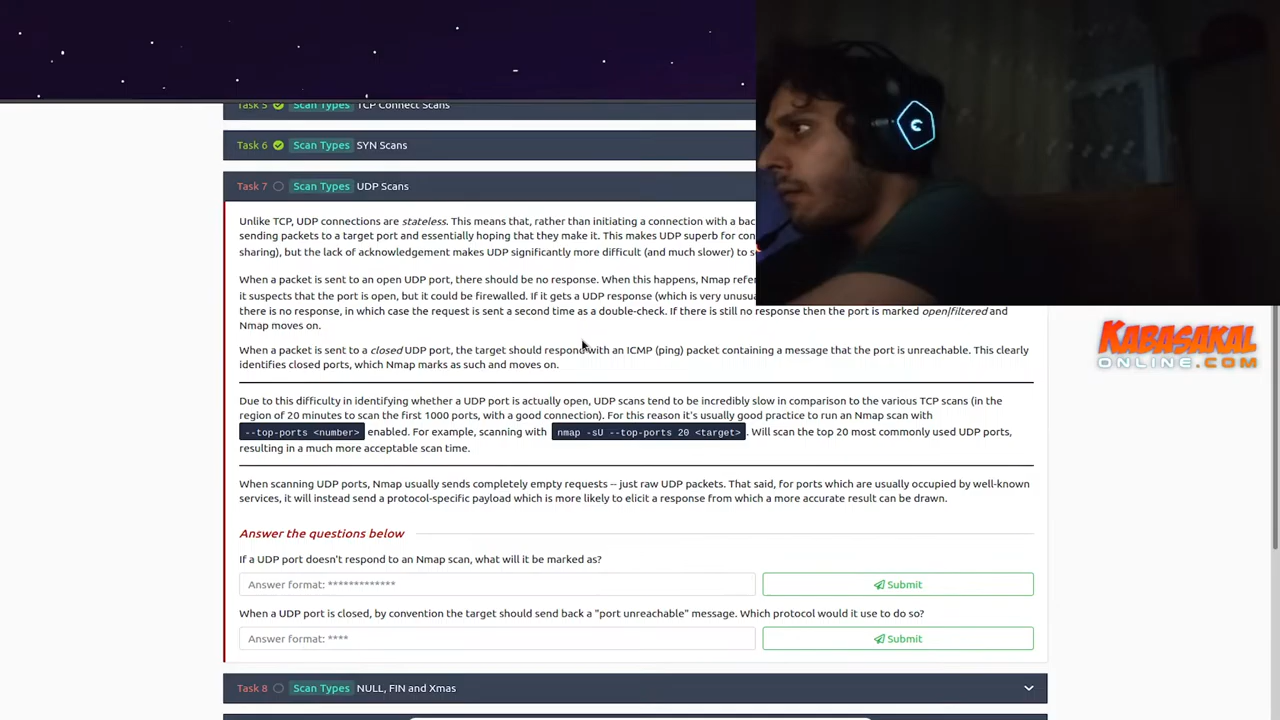 Task 5 Scan Types TCP Connect Scans
Task 6 Scan Types SYN Scans
Task 7 Scan Types UDP Scans
Unlike TCP, UDP connections are stateless. This means that, rather than initiating a connection with a bac
sending packets to a target port and essentially hoping that they make it. This makes UDP superb for con
sharing), but the lack of acknowledgement makes UDP significantly more difficult (and much slower) to s
When a packet is sent to an open UDP port, there should be no response. When this happens, Nmap refer
it suspects that the port is open, but it could be firewalled. If it gets a UDP response (which is very unusua
there is no response, in which case the request is sent a second time as a double-check. If there is still no response then the port is marked open|filtered and
Nmap moves on.
When a packet is sent to a closed UDP port, the target should respond with an ICMP (ping) packet containing a message that the port is unreachable. This clearly
identifies closed ports, which Nmap marks as such and moves on.
Due to this difficulty in identifying whether a UDP port is actually open, UDP scans tend to be incredibly slow in comparison to the various TCP scans (in the
region of 20 minutes to scan the first 1000 ports, with a good connection). For this reason it's usually good practice to run an Nmap scan with
--top-ports <number> enabled. For example, scanning with nmap -sU --top-ports 20 <target>. Will scan the top 20 most commonly used UDP ports,
resulting in a much more acceptable scan time.
When scanning UDP ports, Nmap usually sends completely empty requests -- just raw UDP packets. That said, for ports which are usually occupied by well-known
services, it will instead send a protocol-specific payload which is more likely to elicit a response from which a more accurate result can be drawn.
Answer the questions below
If a UDP port doesn't respond to an Nmap scan, what will it be marked as?
Answer format: *************
Submit
When a UDP port is closed, by convention the target should send back a "port unreachable" message. Which protocol would it use to do so?
Answer format: ****
Submit
Task 8 Scan Types NULL, FIN and Xmas
KABASAKAL
ONLINE.COM